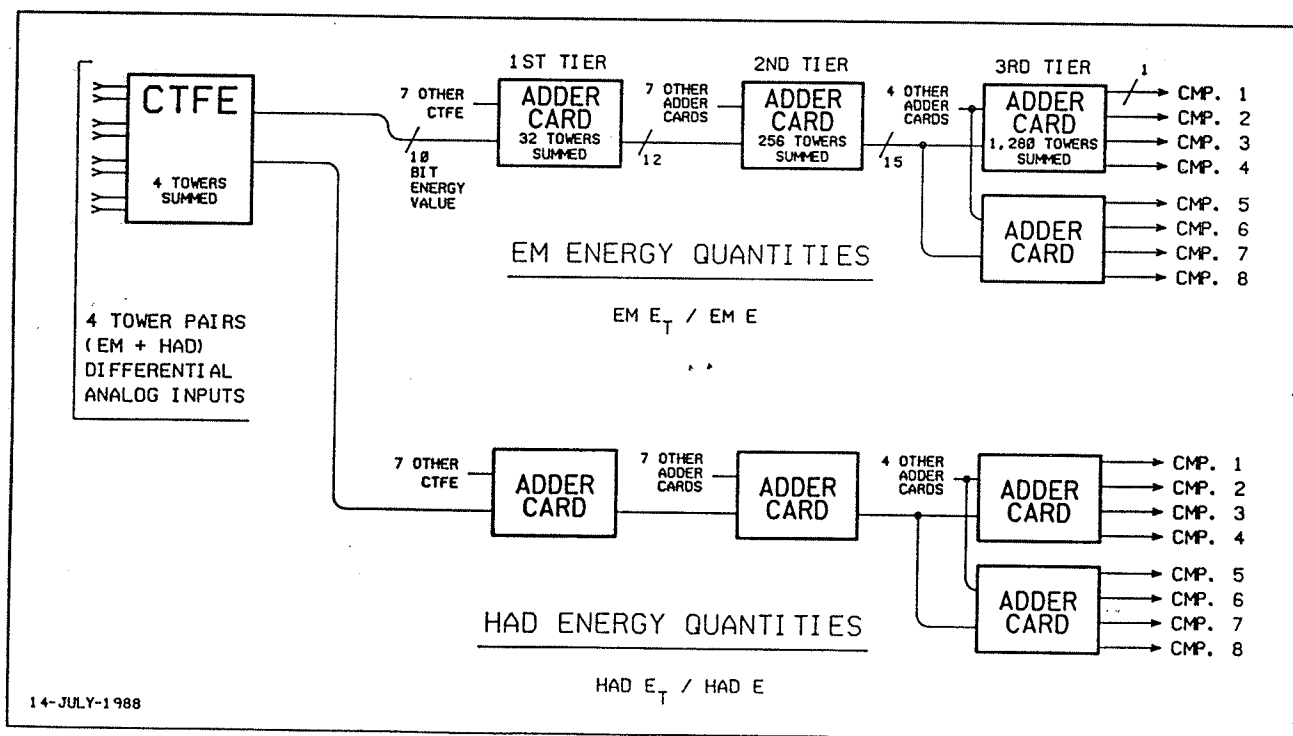 1ST TIER
2ND TIER
3RD TIER
CTFE
4 TOWERS
SUMMED
7 OTHER
CTFE
10
BIT
ENERGY
VALUE
ADDER
CARD
32 TOWERS
SUMMED
12
7 OTHER
ADDER
CARDS
ADDER
CARD
256 TOWERS
SUMMED
15
4 OTHER
ADDER
CARDS
ADDER
CARD
1,280 TOWERS
SUMMED
1
CMP. 1
CMP. 2
CMP. 3
CMP. 4
ADDER
CARD
CMP. 5
CMP. 6
CMP. 7
CMP. 8
EM ENERGY QUANTITIES
EM E_T / EM E
4 TOWER PAIRS
(EM + HAD)
DIFFERENTIAL
ANALOG INPUTS
7 OTHER
CTFE
ADDER
CARD
7 OTHER
ADDER
CARDS
ADDER
CARD
4 OTHER
ADDER
CARDS
ADDER
CARD
CMP. 1
CMP. 2
CMP. 3
CMP. 4
ADDER
CARD
CMP. 5
CMP. 6
CMP. 7
CMP. 8
HAD ENERGY QUANTITIES
HAD E_T / HAD E
14-JULY-1988